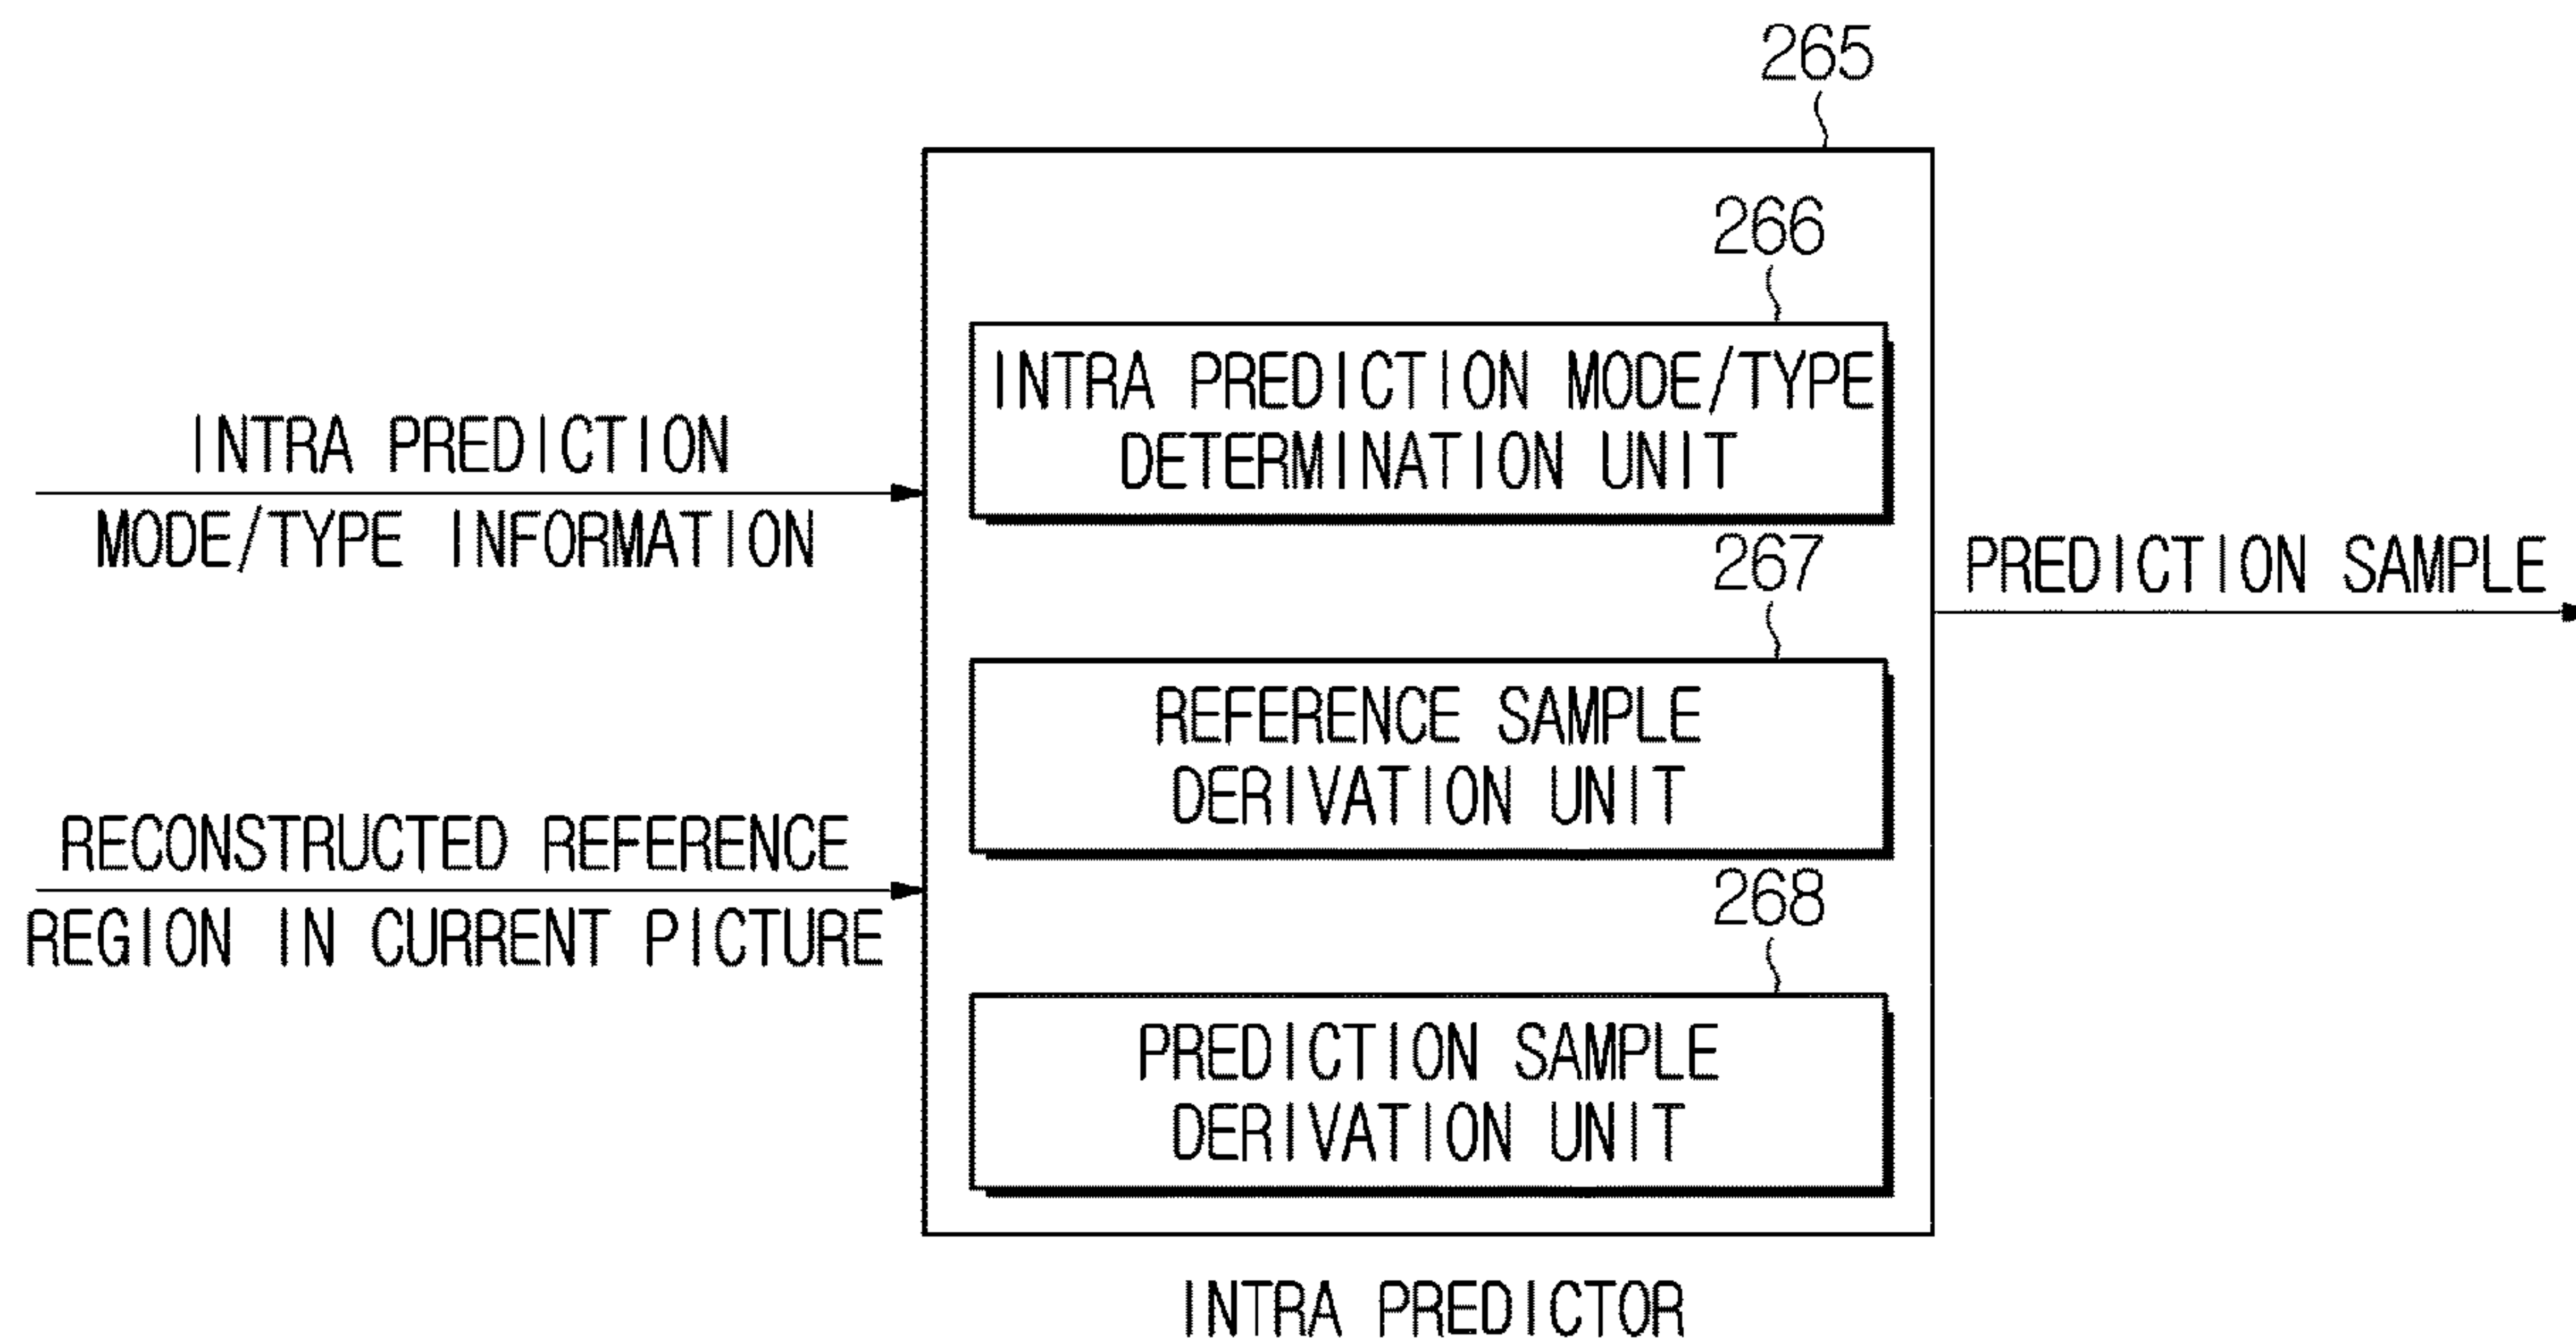 265
266
INTRA PREDICTION MODE/TYPE
DETERMINATION UNIT
INTRA PREDICTION
MODE/TYPE INFORMATION
267
PREDICTION SAMPLE
REFERENCE SAMPLE
DERIVATION UNIT
RECONSTRUCTED REFERENCE
REGION IN CURRENT PICTURE
268
PREDICTION SAMPLE
DERIVATION UNIT
INTRA PREDICTOR